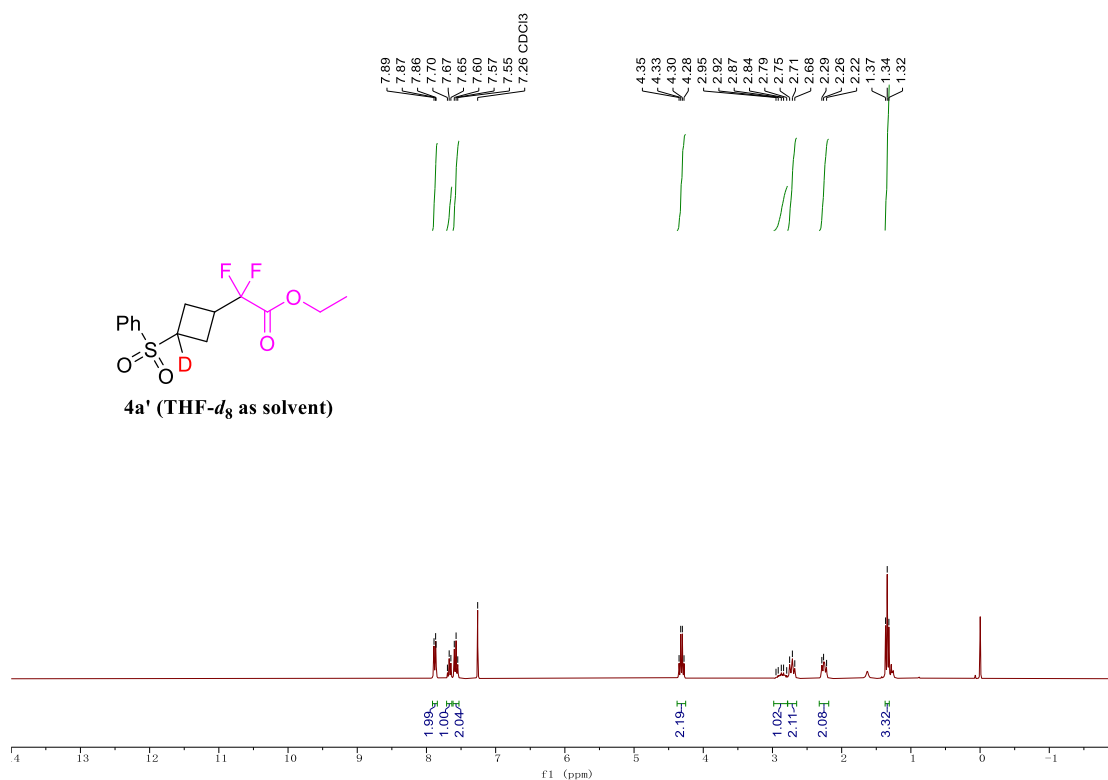 7.89
7.87
7.86
7.70
7.67
7.65
7.60
7.57
7.55
7.26 CDCl3
4.35
4.33
4.30
4.28
2.95
2.92
2.87
2.84
2.79
2.75
2.71
2.68
2.29
2.26
2.22
1.37
1.34
1.32
F F
O
Ph
S
O
O
D
O
4a' (THF-d8 as solvent)
1.99
1.00
2.04
2.19
1.02
2.11
2.08
3.32
14 13 12 11 10 9 8 7 6 5 4 3 2 1 0 -1
f1 (ppm)